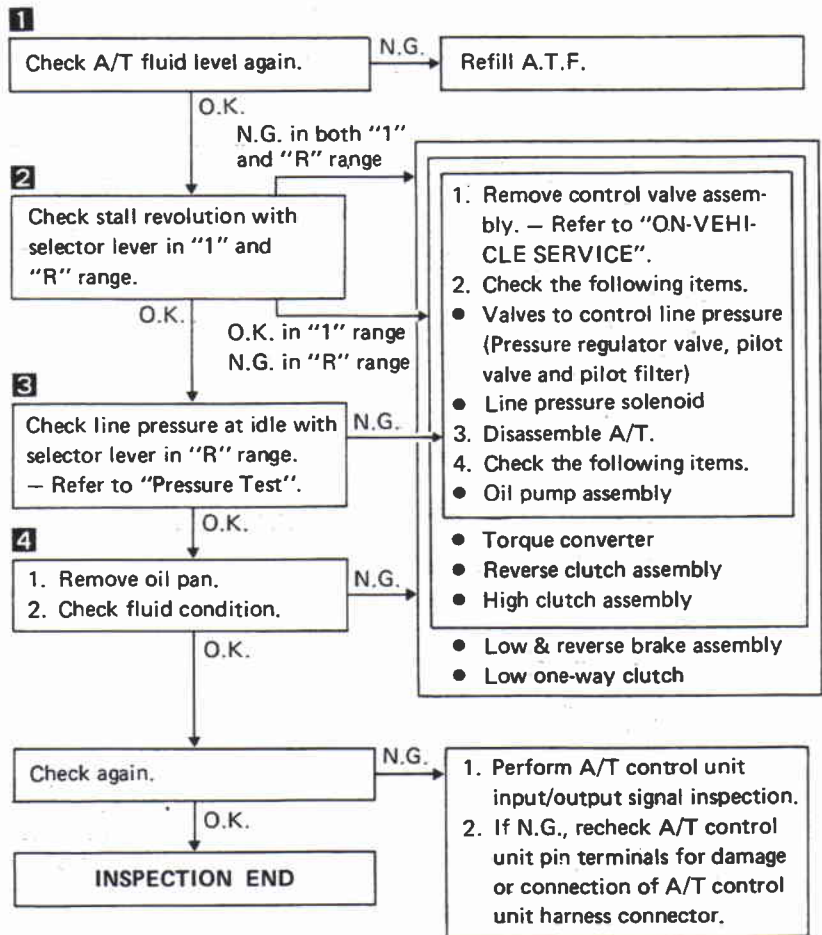 1
Check A/T fluid level again.
N.G.
Refill A.T.F.
O.K.
N.G. in both "1"
and "R" range
2
Check stall revolution with
selector lever in "1" and
"R" range.
O.K.
O.K. in "1" range
N.G. in "R" range
1. Remove control valve assem-
bly. — Refer to "ON-VEHI-
CLE SERVICE".
2. Check the following items.
● Valves to control line pressure
(Pressure regulator valve, pilot
valve and pilot filter)
● Line pressure solenoid
3. Disassemble A/T.
4. Check the following items.
● Oil pump assembly
● Torque converter
● Reverse clutch assembly
● High clutch assembly
● Low & reverse brake assembly
● Low one-way clutch
3
Check line pressure at idle with
selector lever in "R" range.
— Refer to "Pressure Test".
N.G.
O.K.
4
1. Remove oil pan.
2. Check fluid condition.
N.G.
O.K.
Check again.
N.G.
1. Perform A/T control unit
input/output signal inspection.
2. If N.G., recheck A/T control
unit pin terminals for damage
or connection of A/T control
unit harness connector.
O.K.
INSPECTION END